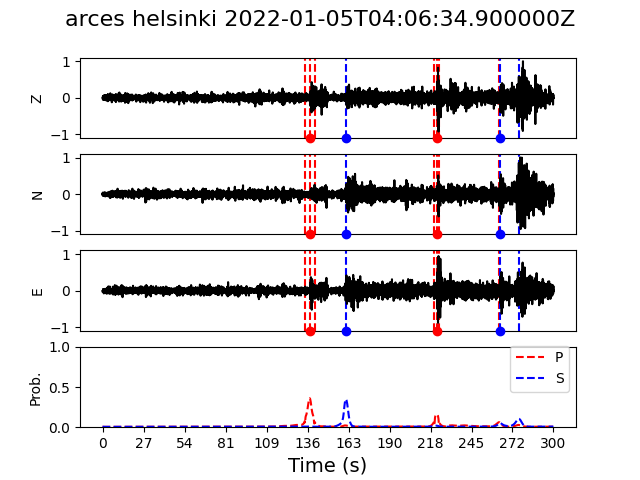 arces helsinki 2022-01-05T04:06:34.900000Z
1
0
−1
Z
1
0
−1
N
1
0
−1
E
1.0
0.5
0.0
Prob.
P
S
0 27 54 81 109 136 163 190 218 245 272 300
Time (s)